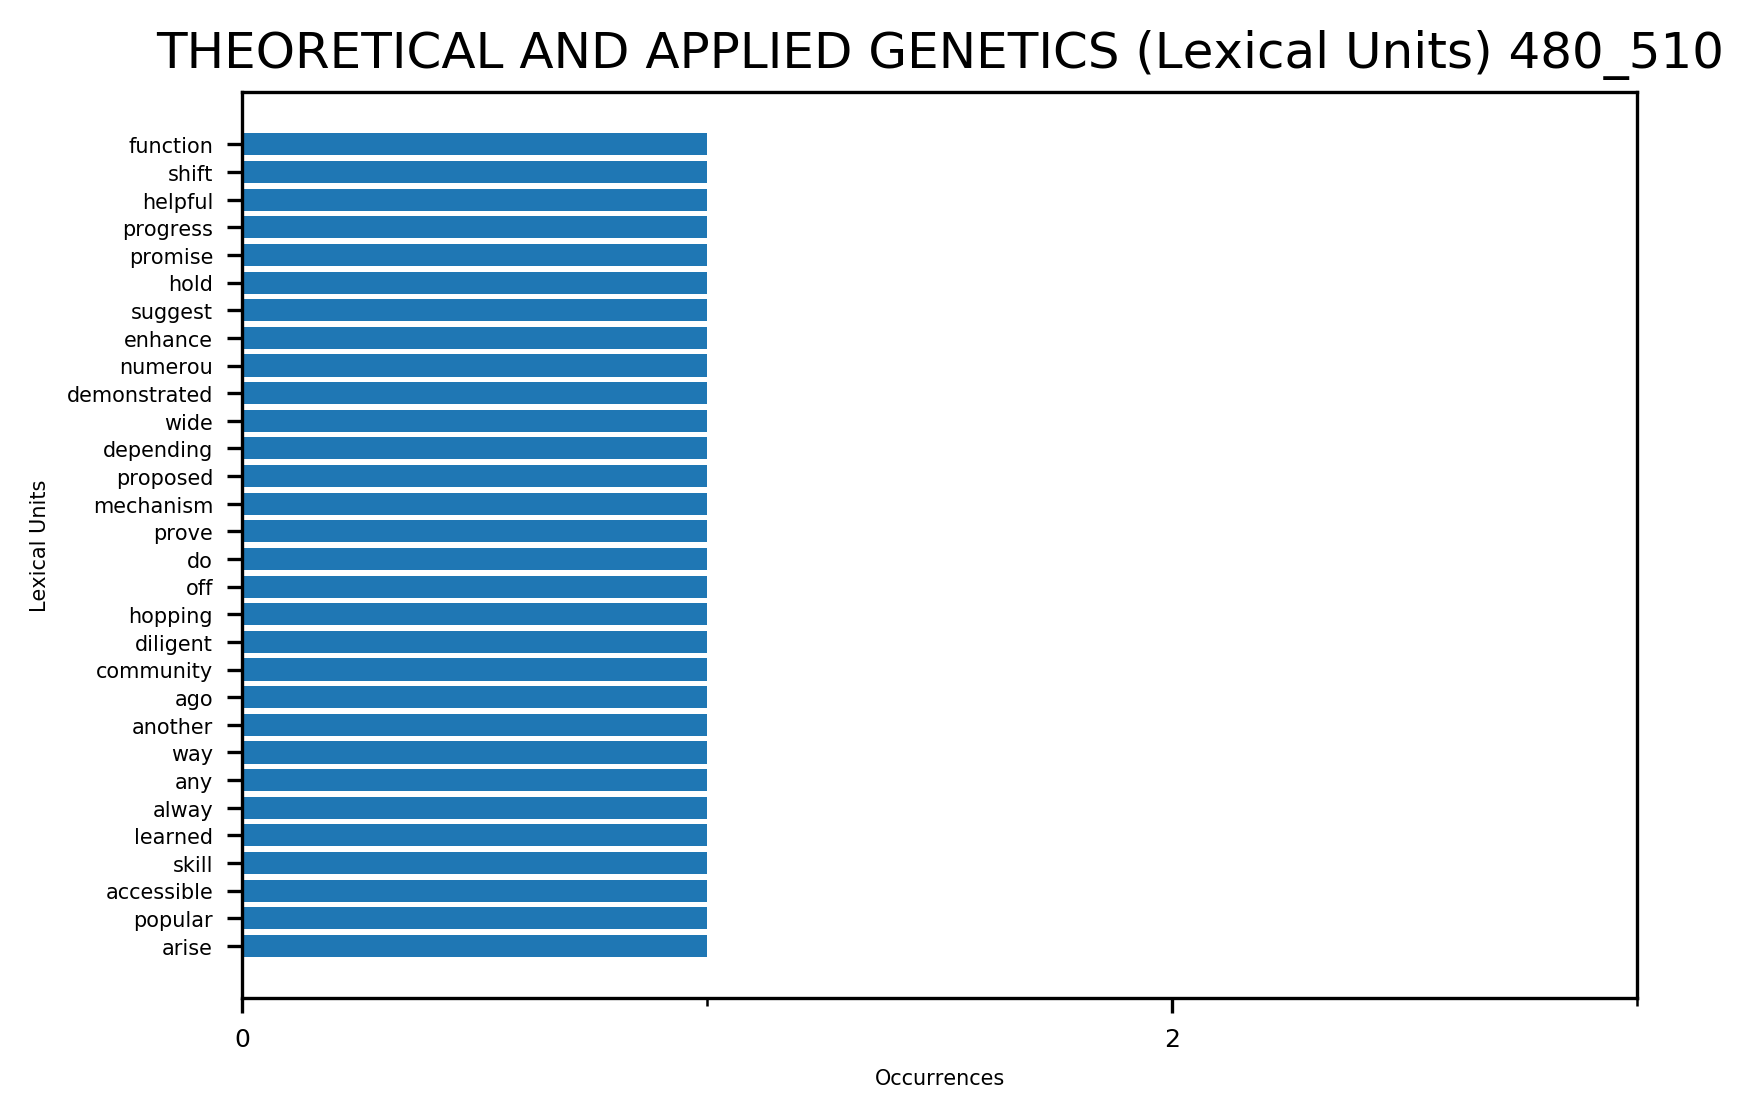 THEORETICAL AND APPLIED GENETICS (Lexical Units) 480_510
function
shift
helpful
progress
promise
hold
suggest
enhance
numerou
demonstrated
wide
depending
proposed
mechanism
prove
do
off
hopping
diligent
community
ago
another
way
any
alway
learned
skill
accessible
popular
arise
Lexical Units
0 2
Occurrences